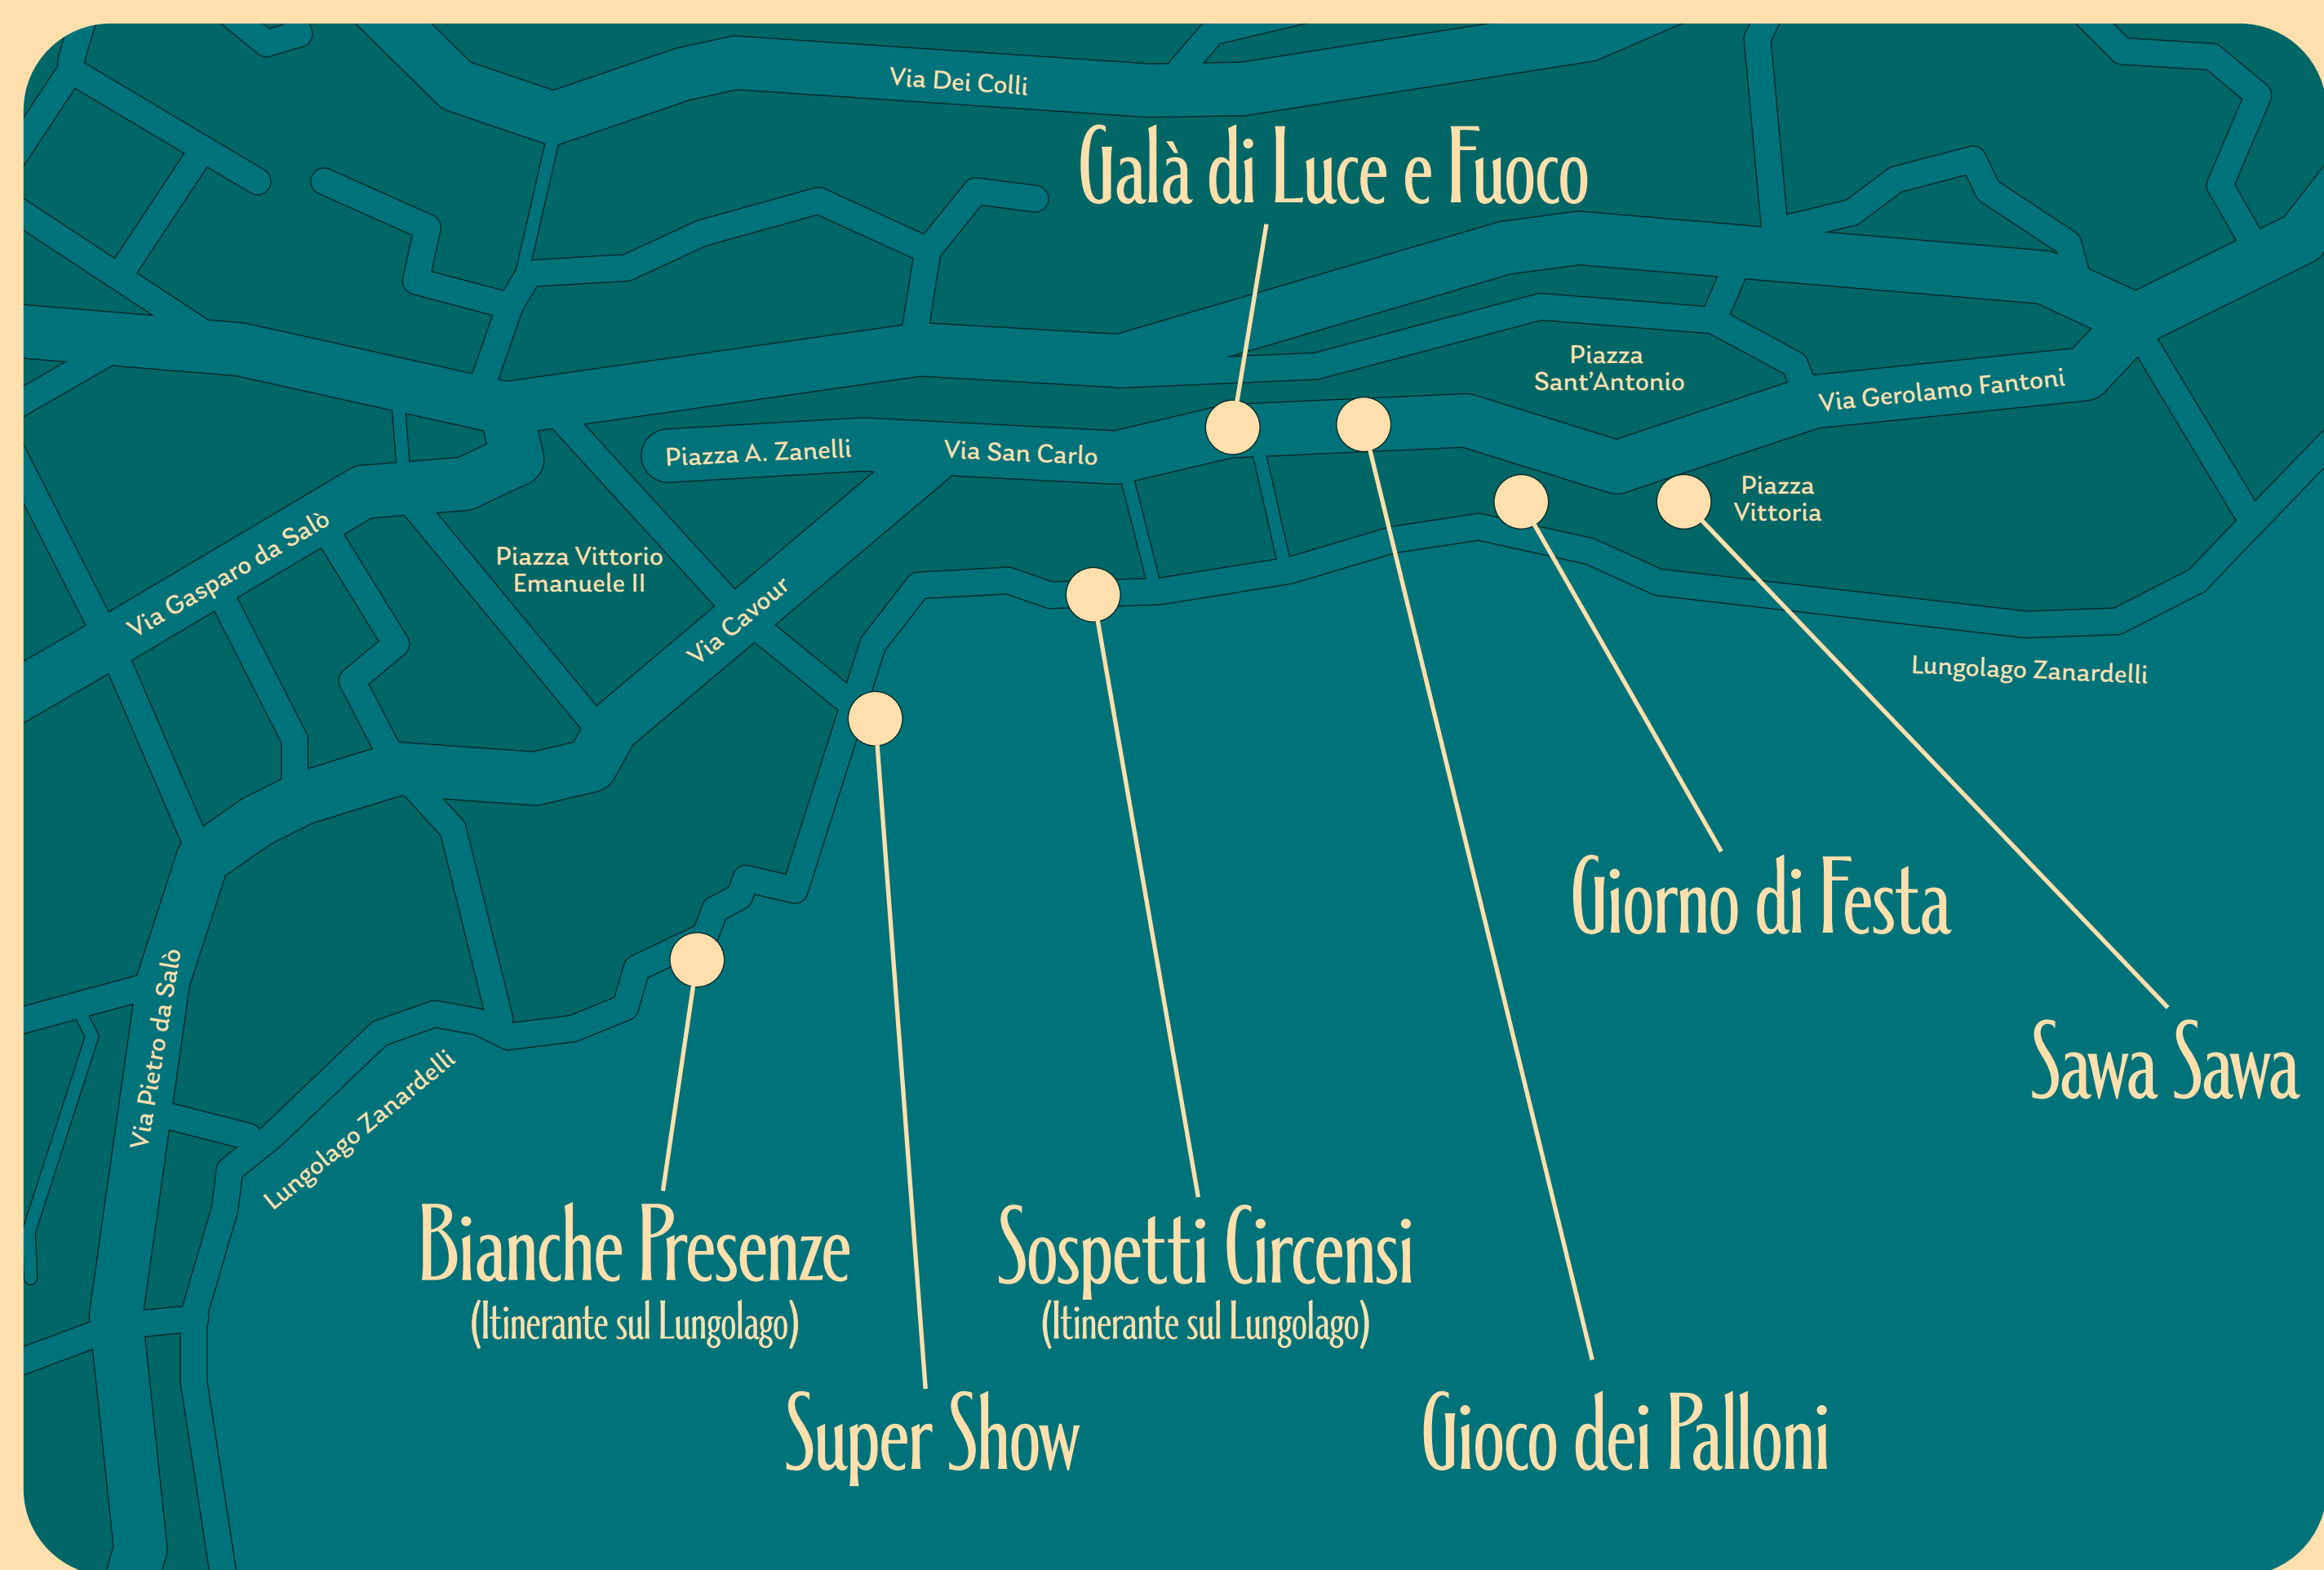 Via Dei Colli
Galà di Luce e Fuoco
Piazza
Sant'Antonio
Via Gerolamo Fantoni
Piazza A. Zanelli
Via San Carlo
Piazza
Vittoria
Via Gasparo da Salò
Piazza Vittorio
Emanuele II
Via Cavour
Lungolago Zanardelli
Giorno di Festa
Sawa Sawa
Via Pietro da Salò
Lungolago Zanardelli
Bianche Presenze
(Itinerante sul Lungolago)
Sospetti Circensi
(Itinerante sul Lungolago)
Super Show
Gioco dei Palloni